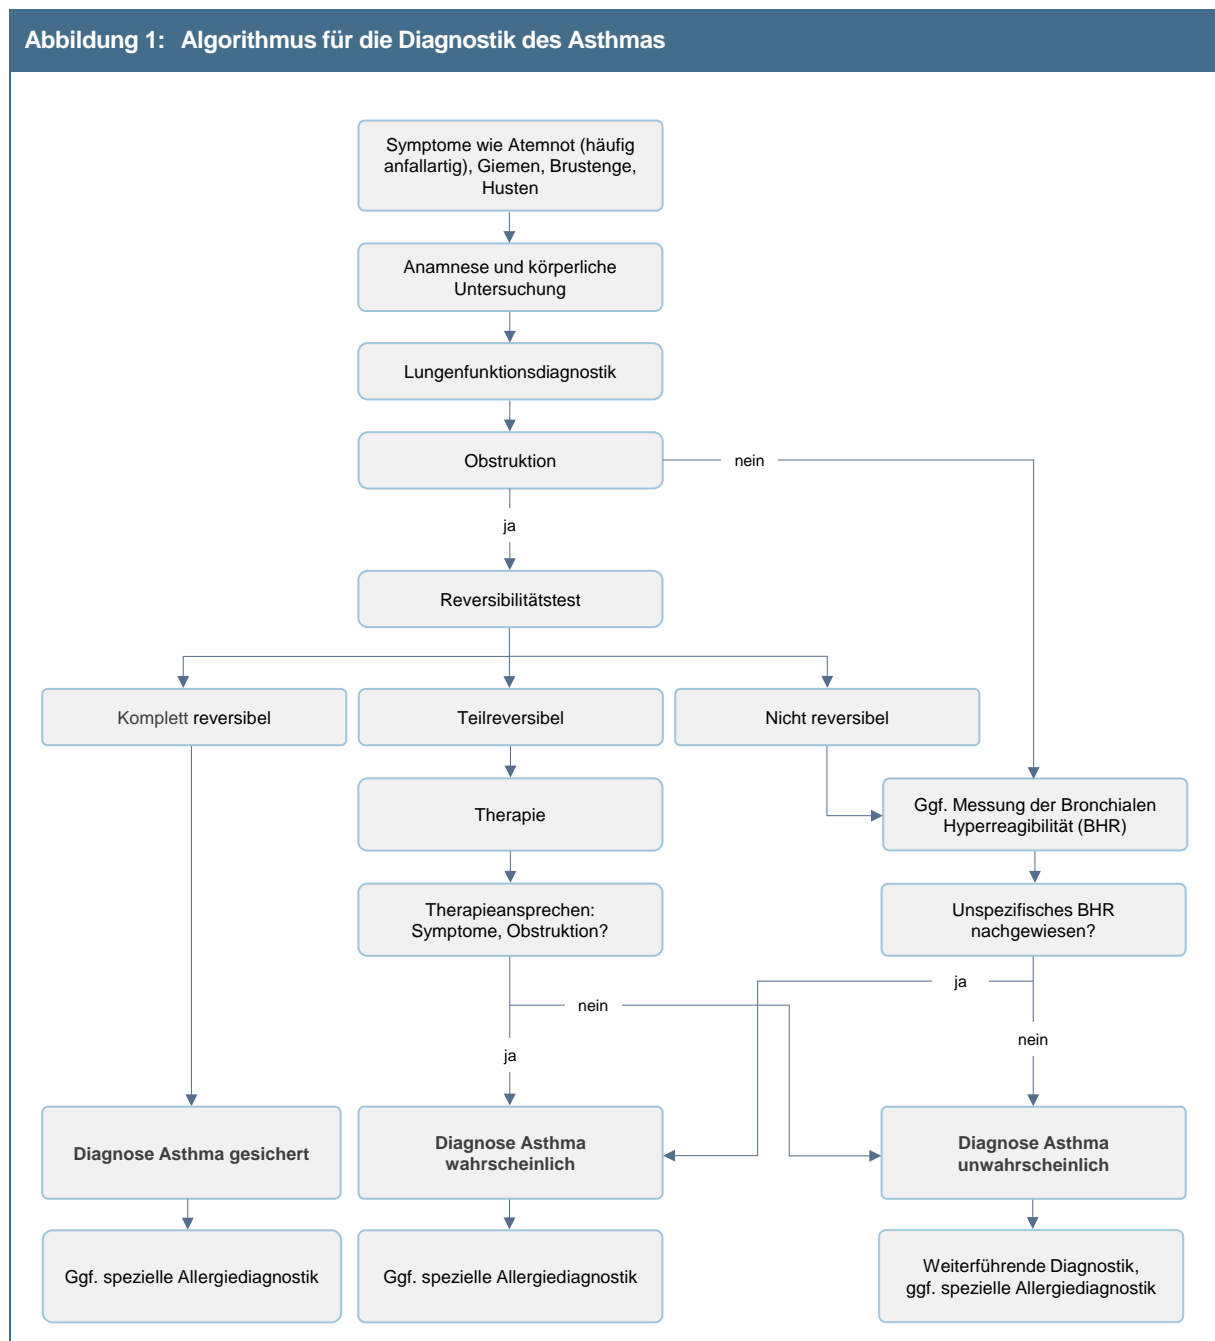 Abbildung 1: Algorithmus für die Diagnostik des Asthmas
Symptome wie Atemnot (häufig
anfallartig), Giemen, Brustenge,
Husten
Anamnese und körperliche
Untersuchung
Lungenfunktionsdiagnostik
Obstruktion
nein
ja
Reversibilitätstest
Komplett reversibel
Teilreversibel
Nicht reversibel
Therapie
Ggf. Messung der Bronchialen
Hyperreagibilität (BHR)
Therapieansprechen:
Symptome, Obstruktion?
Unspezifisches BHR
nachgewiesen?
ja
nein
nein
ja
Diagnose Asthma gesichert
Diagnose Asthma
wahrscheinlich
Diagnose Asthma
unwahrscheinlich
Ggf. spezielle Allergiediagnostik
Ggf. spezielle Allergiediagnostik
Weiterführende Diagnostik,
ggf. spezielle Allergiediagnostik